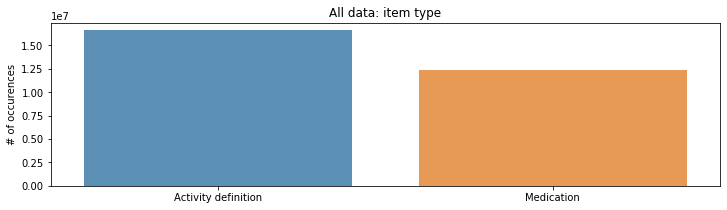 All data: item type
1e7
1.50
1.25
1.00
0.75
0.50
0.25
0.00
# of occurences
Activity definition
Medication